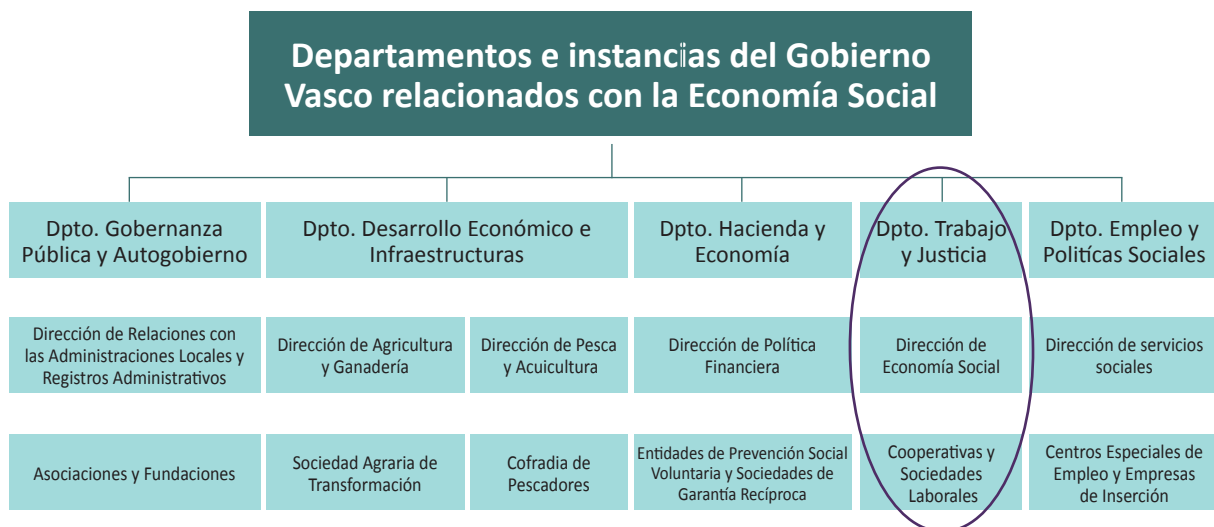 Departamentos e instancias del Gobierno
Vasco relacionados con la Economía Social
Dpto. Gobernanza
Pública y Autogobierno
Dpto. Desarrollo Económico e
Infraestructuras
Dpto. Hacienda y
Economía
Dpto. Trabajo
y Justicia
Dpto. Empleo y
Politícas Sociales
Dirección de Relaciones con
las Administraciones Locales y
Registros Administrativos
Dirección de Agricultura
y Ganadería
Dirección de Pesca
y Acuicultura
Dirección de Política
Financiera
Dirección de
Economía Social
Dirección de servicios
sociales
Asociaciones y Fundaciones
Sociedad Agraria de
Transformación
Cofradia de
Pescadores
Entidades de Prevención Social
Voluntaria y Sociedades de
Garantía Recíproca
Cooperativas y
Sociedades
Laborales
Centros Especiales de
Empleo y Empresas
de Inserción